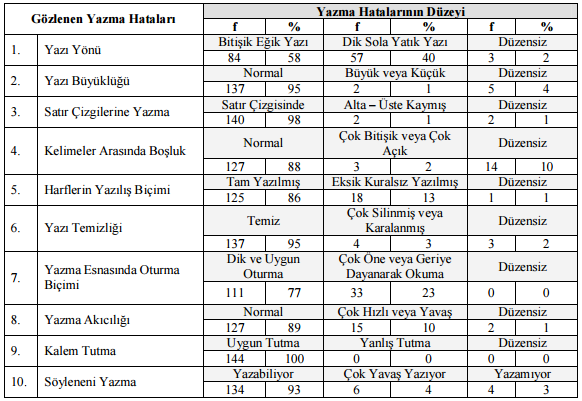 Gözlenen Yazma Hataları Yazma Hatalarının Düzeyi
f % f % f %
1. Yazı Yönü Bitişik Eğik Yazı Dik Sola Yatık Yazı Düzensiz
84 58 57 40 3 2
2. Yazı Büyüklüğü Normal Büyük veya Küçük Düzensiz
137 95 2 1 5 4
3. Satır Çizgilerine Yazma Satır Çizgisinde Alta – Üste Kaymış Düzensiz
140 98 2 1 2 1
4. Kelimeler Arasında Boşluk Normal Çok Bitişik veya Çok
Açık Düzensiz
127 88 3 2 14 10
5. Harflerin Yazılış Biçimi Tam Yazılmış Eksik Kuralsız Yazılmış Düzensiz
125 86 18 13 1 1
6. Yazı Temizliği Temiz Çok Silinmiş veya
Karalanmış Düzensiz
137 95 4 3 3 2
7. Yazma Esnasında Oturma
Biçimi Dik ve Uygun
Oturma Çok Öne veya Geriye
Dayanarak Okuma Düzensiz
111 77 33 23 0 0
8. Yazma Akıcılığı Normal Çok Hızlı veya Yavaş Düzensiz
127 89 15 10 2 1
9. Kalem Tutma Uygun Tutma Yanlış Tutma Düzensiz
144 100 0 0 0 0
10. Söyleneni Yazma Yazabiliyor Çok Yavaş Yazıyor Yazamıyor
134 93 6 4 4 3